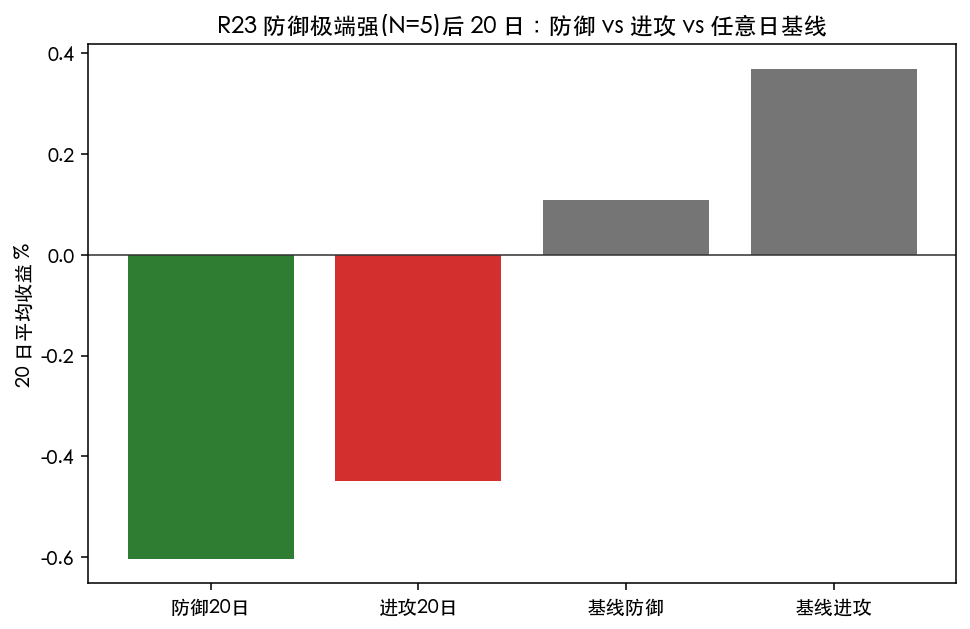 R23 防御极端强(N=5)后 20 日：防御 vs 进攻 vs 任意日基线
20 日平均收益 %
0.4
0.2
0.0
-0.2
-0.4
-0.6
防御20日
进攻20日
基线防御
基线进攻